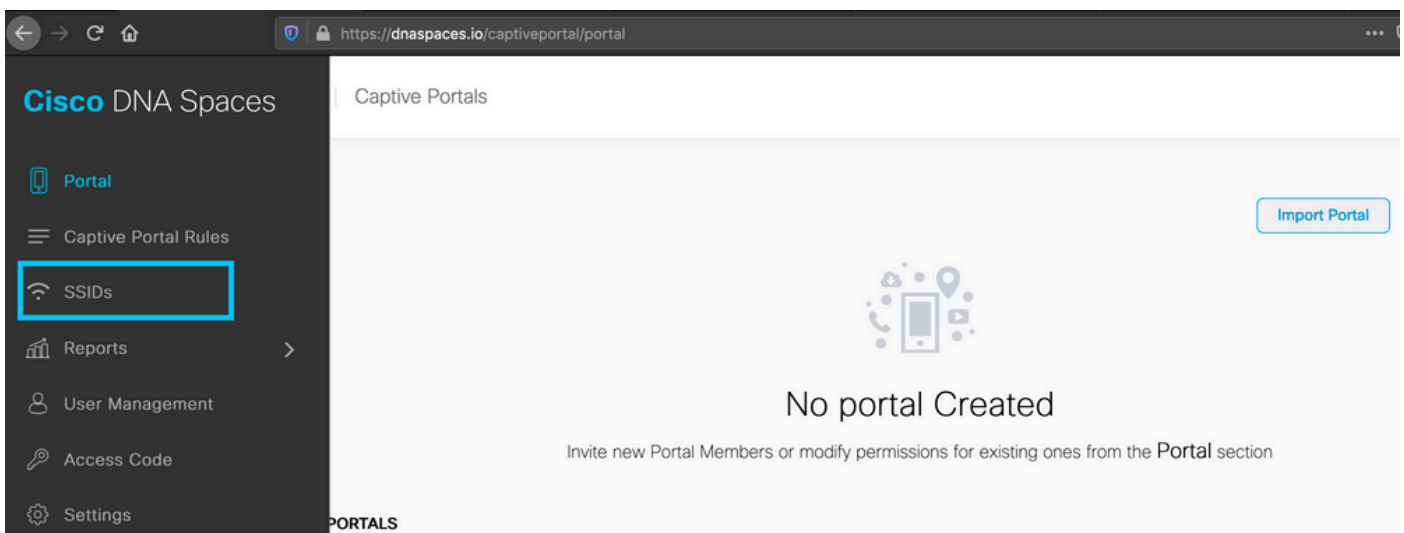 https://dnaspaces.io/captiveportal/portal
Cisco DNA Spaces
Captive Portals
Portal
Captive Portal Rules
SSIDs
Reports
User Management
Access Code
Settings
Import Portal
No portal Created
Invite new Portal Members or modify permissions for existing ones from the Portal section
PORTALS